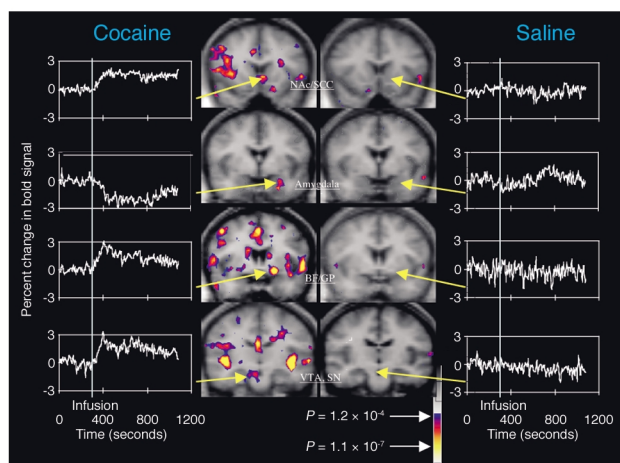 Cocaine
Saline
Percent change in bold signal
3
0
-3
NAc/SCC
3
0
-3
3
0
-3
Amygdala
3
0
-3
3
0
-3
BF/GP
3
0
-3
3
0
-3
VTA, SN
3
0
-3
Infusion
0 400 800 1200
Time (seconds)
P = 1.2 × 10-4
P = 1.1 × 10-7
Infusion
0 400 800 1200
Time (seconds)